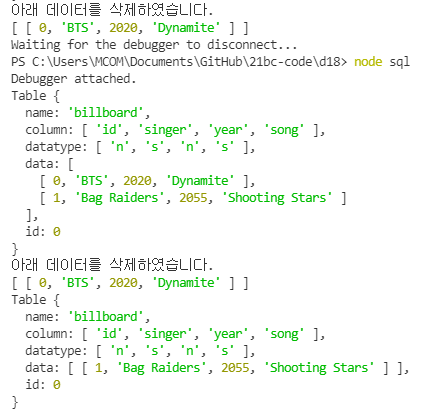 아래 데이터를 삭제하였습니다.
[ [ 0, 'BTS', 2020, 'Dynamite' ] ]
Waiting for the debugger to disconnect...
PS C:\Users\MCOM\Documents\GitHub\21bc-code\d18> node sql
Debugger attached.
Table {
  name: 'billboard',
  column: [ 'id', 'singer', 'year', 'song' ],
  datatype: [ 'n', 's', 'n', 's' ],
  data: [
    [ 0, 'BTS', 2020, 'Dynamite' ],
    [ 1, 'Bag Raiders', 2055, 'Shooting Stars' ]
  ],
  id: 0
}
아래 데이터를 삭제하였습니다.
[ [ 0, 'BTS', 2020, 'Dynamite' ] ]
Table {
  name: 'billboard',
  column: [ 'id', 'singer', 'year', 'song' ],
  datatype: [ 'n', 's', 'n', 's' ],
  data: [ [ 1, 'Bag Raiders', 2055, 'Shooting Stars' ] ],
  id: 0
}